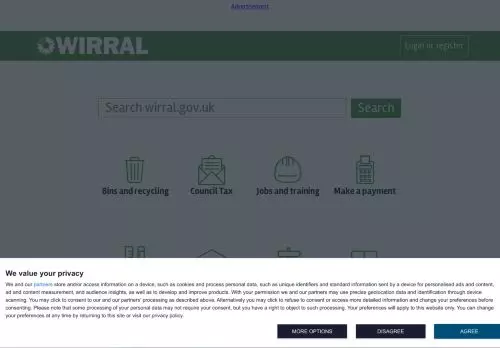 Advertisement
WIRRAL
Login or register
Search wirral.gov.uk
Search
Bins and recycling
Council Tax
Jobs and training
Make a payment
We value your privacy
We and our partners store and/or access information on a device, such as cookies and process personal data, such as unique identifiers and standard information sent by a device for personalised ads and content,
ad and content measurement, and audience insights, as well as to develop and improve products. With your permission we and our partners may use precise geolocation data and identification through device
scanning. You may click to consent to our and our partners' processing as described above. Alternatively you may click to refuse to consent or access more detailed information and change your preferences before
consenting. Please note that some processing of your personal data may not require your consent, but you have a right to object to such processing. Your preferences will apply to this website only. You can change
your preferences at any time by returning to this site or visit our privacy policy.
MORE OPTIONS
DISAGREE
AGREE